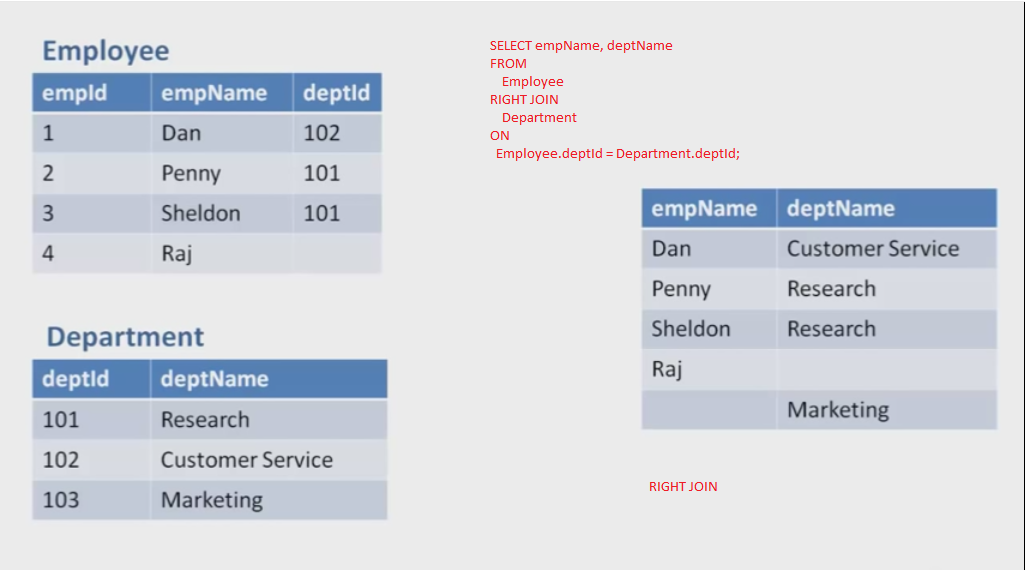 Employee
empId empName deptId
1 Dan 102
2 Penny 101
3 Sheldon 101
4 Raj
Department
deptId deptName
101 Research
102 Customer Service
103 Marketing
SELECT empName, deptName
FROM
Employee
RIGHT JOIN
Department
ON
Employee.deptId = Department.deptId;
empName deptName
Dan Customer Service
Penny Research
Sheldon Research
Raj
Marketing
RIGHT JOIN